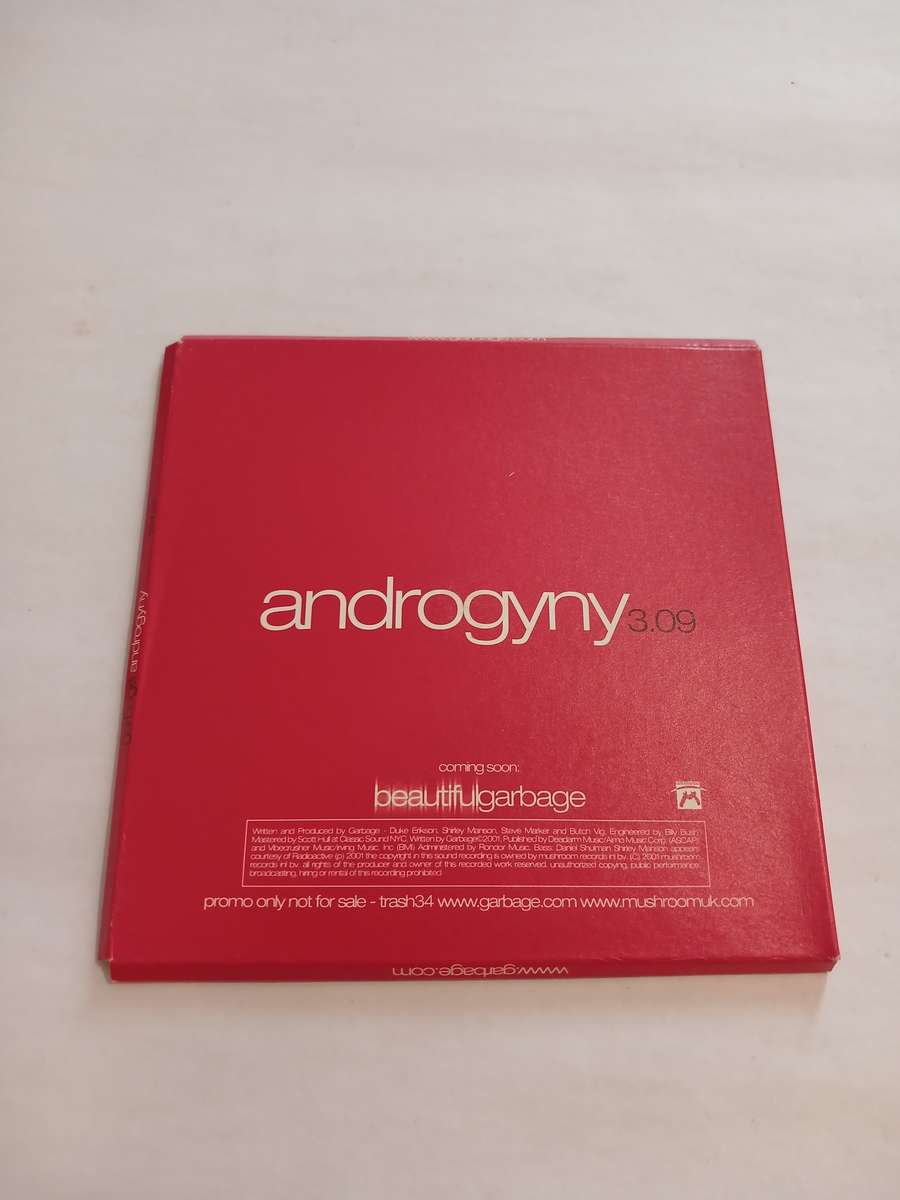 androgyny 3.09
coming soon:
beautifulgarbage
Written and Produced by Garbage - Duke Erikson, Shirley Manson, Steve Marker and Butch Vig. Engineered by Billy Bush
Mastered by Scott Hull at Classic Sound NYC. Written by Garbage©2001. Published by Deadarm Music/Almo Music Corp. (ASCAP)
and Vibecrusher Music/Irving Music. Inc (BMI) Administered by Rondor Music. Bass: Daniel Shulman Shirley Manson appears
courtesy of Radioactive (p) 2001 the copyright in this sound recording is owned by mushroom records inl bv. (C) 2001 mushroom
records inl bv. all rights of the producer and owner of this recorded work reserved. unauthorized copying, public performance,
broadcasting, hiring or rental of this recording prohibited
promo only not for sale - trash34 www.garbage.com www.mushroomuk.com
www.garbage.com
garbage androgyny